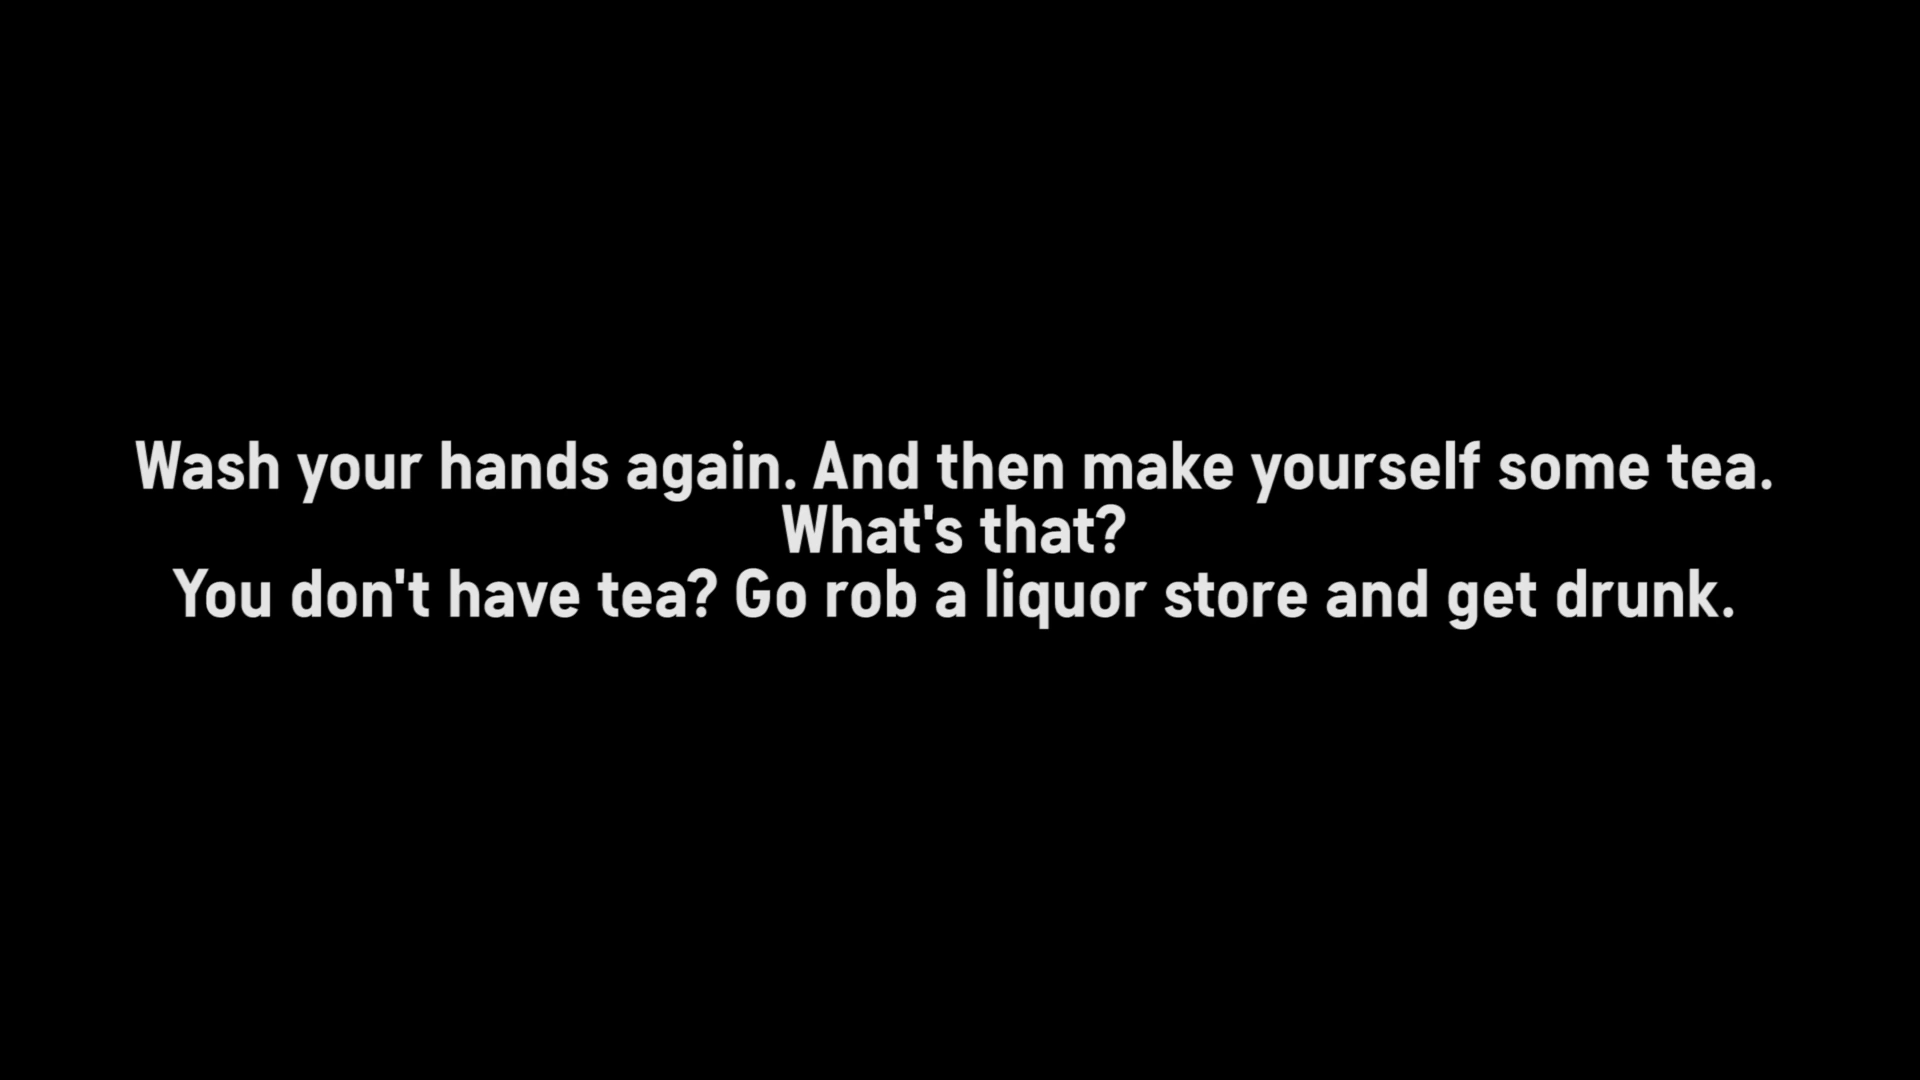 Wash your hands again. And then make yourself some tea.
What's that?
You don't have tea? Go rob a liquor store and get drunk.